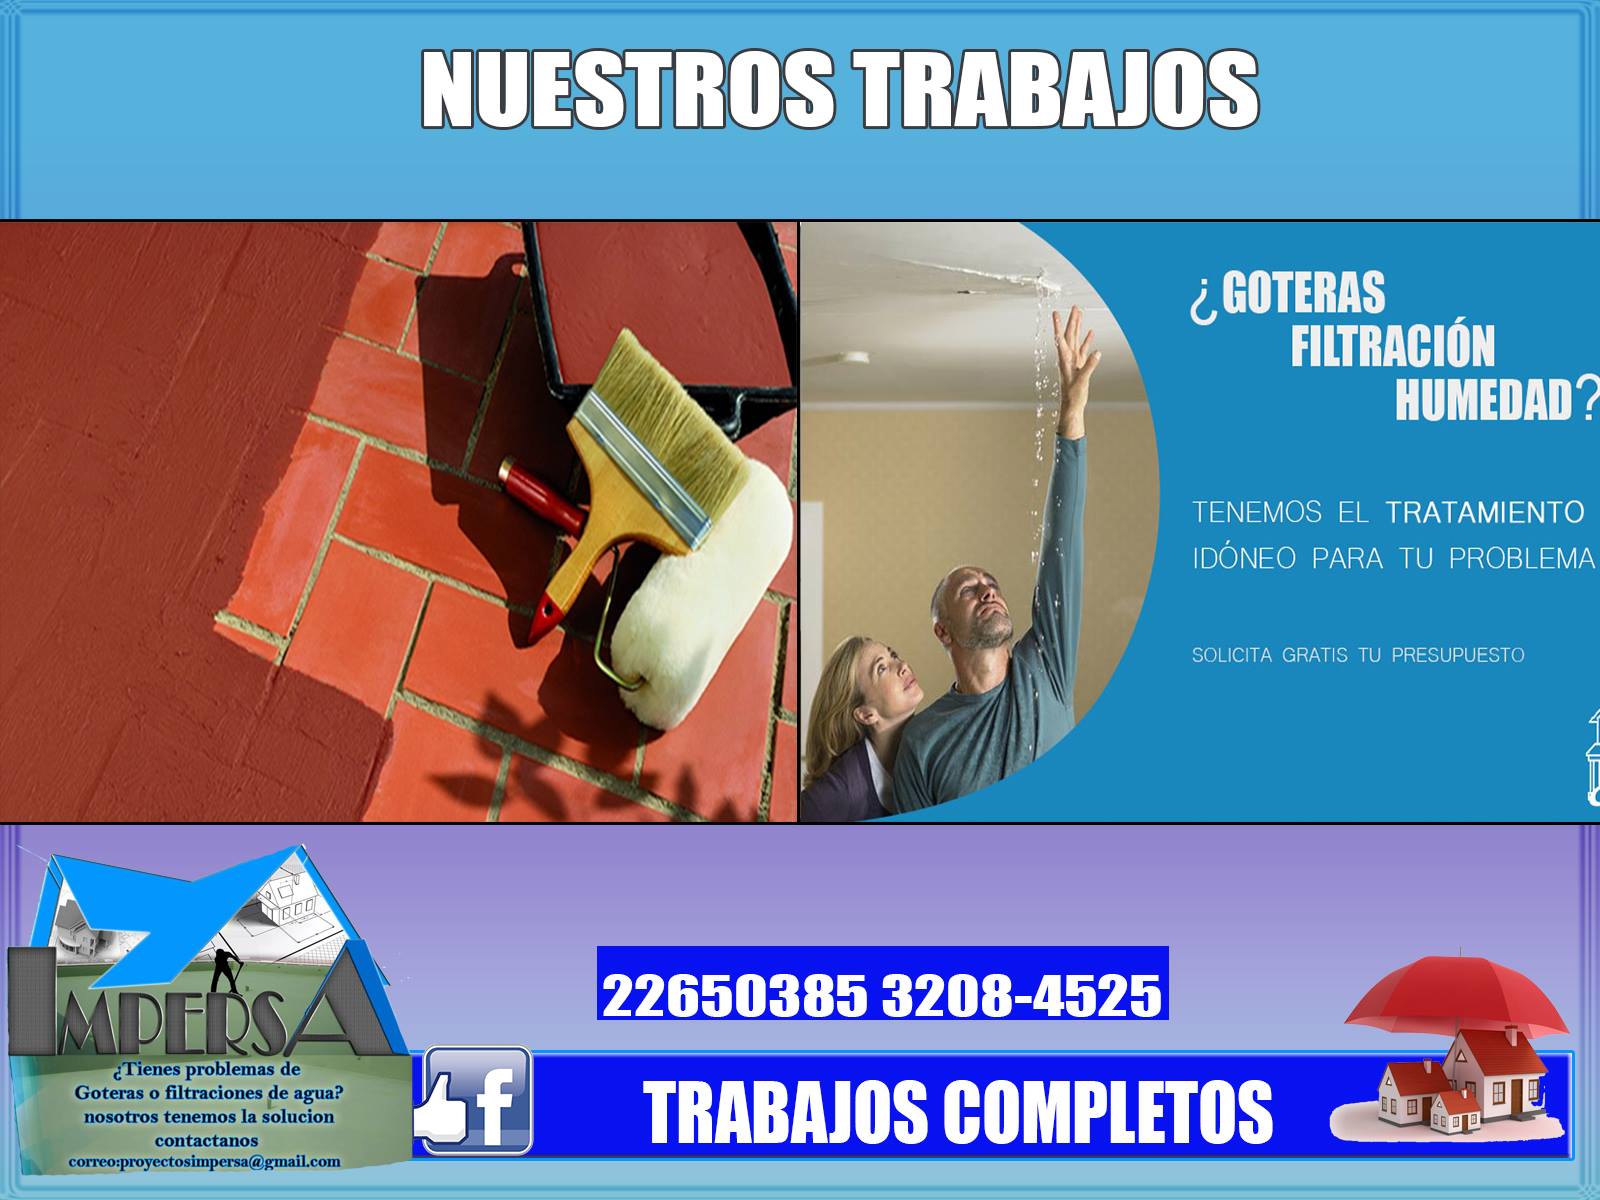 NUESTROS TRABAJOS
¿GOTERAS
FILTRACIÓN
HUMEDAD?
TENEMOS EL TRATAMIENTO
IDÓNEO PARA TU PROBLEMA
SOLICITA GRATIS TU PRESUPUESTO
IMPERSA
¿Tienes problemas de
Goteras o filtraciones de agua?
nosotros tenemos la solucion
contactanos
correo:proyectosimpersa@gmail.com
22650385 3208-4525
f
TRABAJOS COMPLETOS